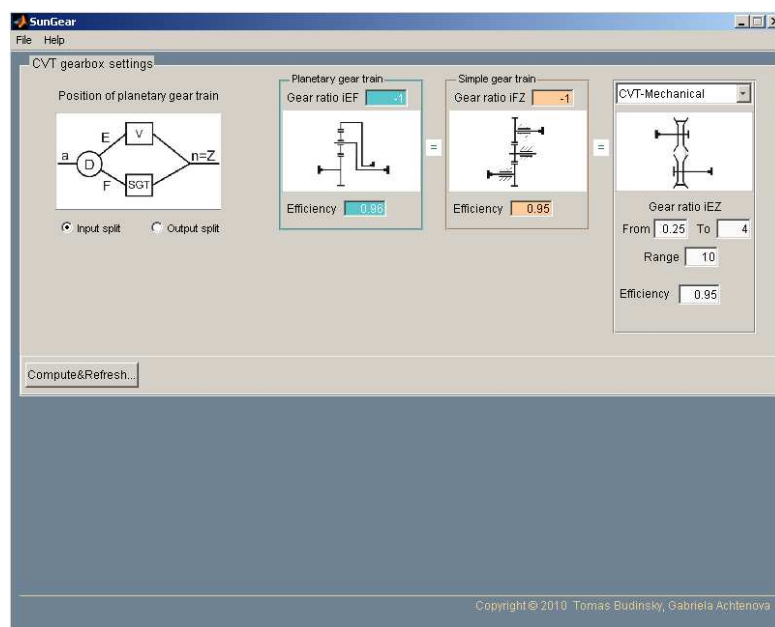 SunGear
File Help
CVT gearbox settings
Position of planetary gear train
a D E V F SGT n=Z
Input split Output split
Planetary gear train
Gear ratio iEF -1
Efficiency 0.96
=
Simple gear train
Gear ratio iFZ -1
Efficiency 0.95
=
CVT-Mechanical
Gear ratio iEZ
From 0.25 To 4
Range 10
Efficiency 0.95
Compute&Refresh...
Copyright © 2010 Tomas Budinsky, Gabriela Achtenova